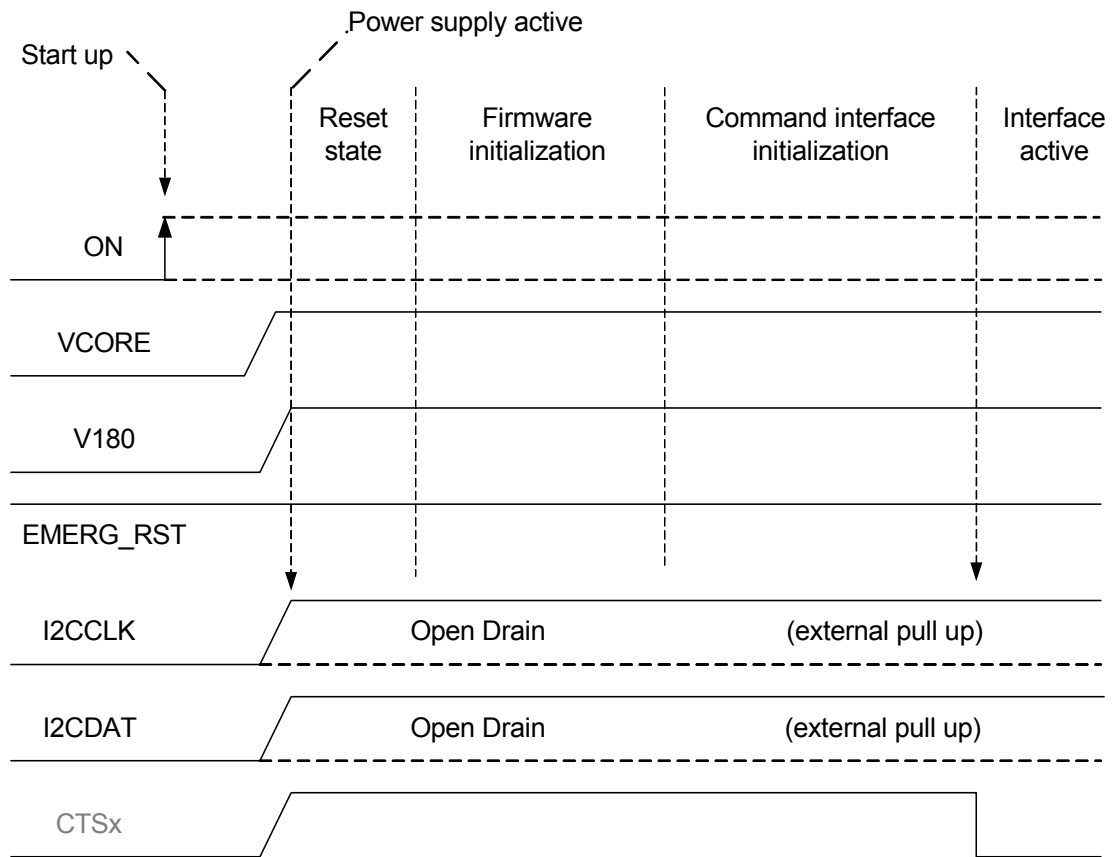 Power supply active
Start up
Reset
state
Firmware
initialization
Command interface
initialization
Interface
active
ON
VCORE
V180
EMERG_RST
I2CCLK
Open Drain
(external pull up)
I2CDAT
Open Drain
(external pull up)
CTSx